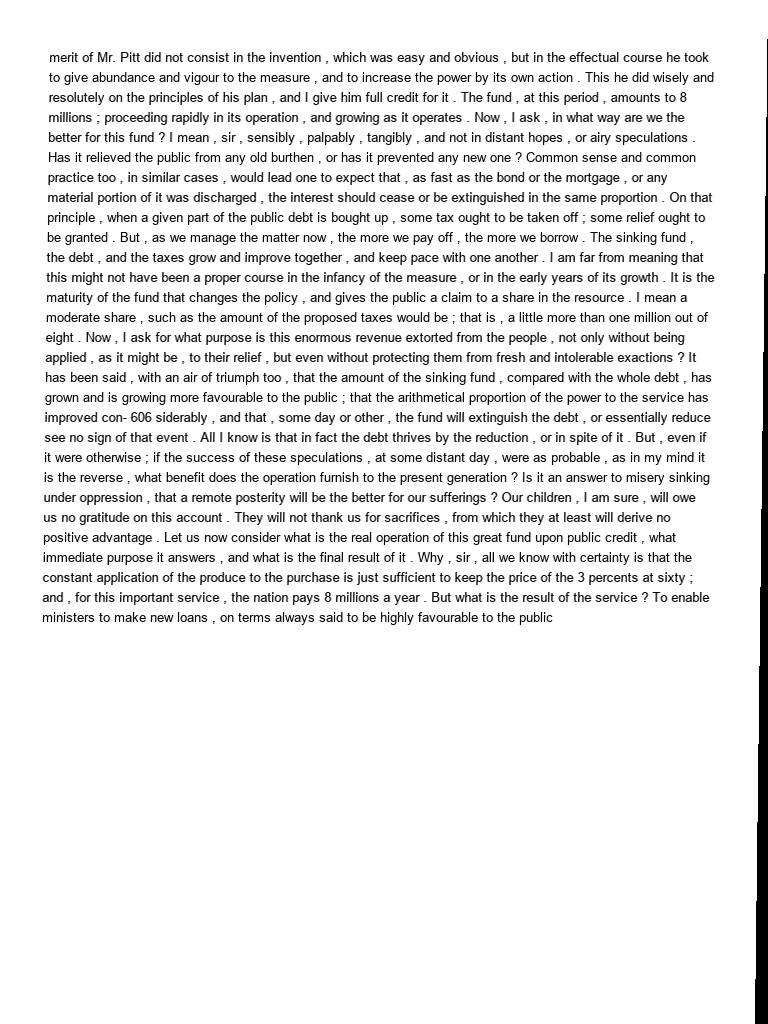 merit of Mr. Pitt did not consist in the invention , which was easy and obvious , but in the effectual course he took
to give abundance and vigour to the measure , and to increase the power by its own action . This he did wisely and
resolutely on the principles of his plan , and I give him full credit for it . The fund , at this period , amounts to 8
millions ; proceeding rapidly in its operation , and growing as it operates . Now , I ask , in what way are we the
better for this fund ? I mean , sir , sensibly , palpably , tangibly , and not in distant hopes , or airy speculations .
Has it relieved the public from any old burthen , or has it prevented any new one ? Common sense and common
practice too , in similar cases , would lead one to expect that , as fast as the bond or the mortgage , or any
material portion of it was discharged , the interest should cease or be extinguished in the same proportion . On that
principle , when a given part of the public debt is bought up , some tax ought to be taken off ; some relief ought to
be granted . But , as we manage the matter now , the more we pay off , the more we borrow . The sinking fund ,
the debt , and the taxes grow and improve together , and keep pace with one another . I am far from meaning that
this might not have been a proper course in the infancy of the measure , or in the early years of its growth . It is the
maturity of the fund that changes the policy , and gives the public a claim to a share in the resource . I mean a
moderate share , such as the amount of the proposed taxes would be ; that is , a little more than one million out of
eight . Now , I ask for what purpose is this enormous revenue extorted from the people , not only without being
applied , as it might be , to their relief , but even without protecting them from fresh and intolerable exactions ? It
has been said , with an air of triumph too , that the amount of the sinking fund , compared with the whole debt , has
grown and is growing more favourable to the public ; that the arithmetical proportion of the power to the service has
improved con- 606 siderably , and that , some day or other , the fund will extinguish the debt , or essentially reduce
see no sign of that event . All I know is that in fact the debt thrives by the reduction , or in spite of it . But , even if
it were otherwise ; if the success of these speculations , at some distant day , were as probable , as in my mind it
is the reverse , what benefit does the operation furnish to the present generation ? Is it an answer to misery sinking
under oppression , that a remote posterity will be the better for our sufferings ? Our children , I am sure , will owe
us no gratitude on this account . They will not thank us for sacrifices , from which they at least will derive no
positive advantage . Let us now consider what is the real operation of this great fund upon public credit , what
immediate purpose it answers , and what is the final result of it . Why , sir , all we know with certainty is that the
constant application of the produce to the purchase is just sufficient to keep the price of the 3 percents at sixty ;
and , for this important service , the nation pays 8 millions a year . But what is the result of the service ? To enable
ministers to make new loans , on terms always said to be highly favourable to the public